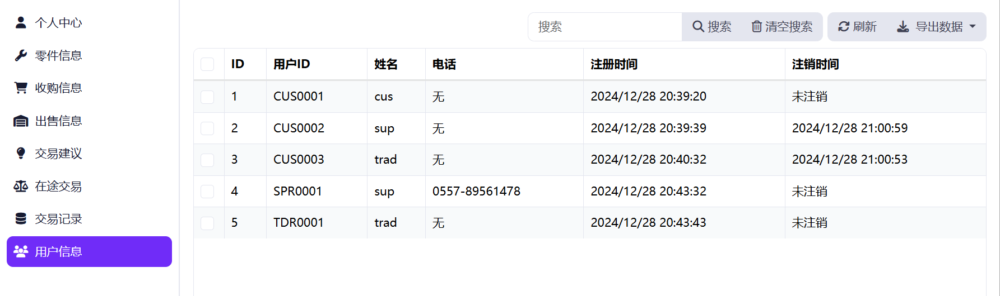 个人中心
零件信息
收购信息
出售信息
交易建议
在途交易
交易记录
用户信息
搜索 搜索 清空搜索 刷新 导出数据
ID 用户ID 姓名 电话 注册时间 注销时间
1 CUS0001 cus 无 2024/12/28 20:39:20 未注销
2 CUS0002 sup 无 2024/12/28 20:39:39 2024/12/28 21:00:59
3 CUS0003 trad 无 2024/12/28 20:40:32 2024/12/28 21:00:53
4 SPR0001 sup 0557-89561478 2024/12/28 20:43:32 未注销
5 TDR0001 trad 无 2024/12/28 20:43:43 未注销